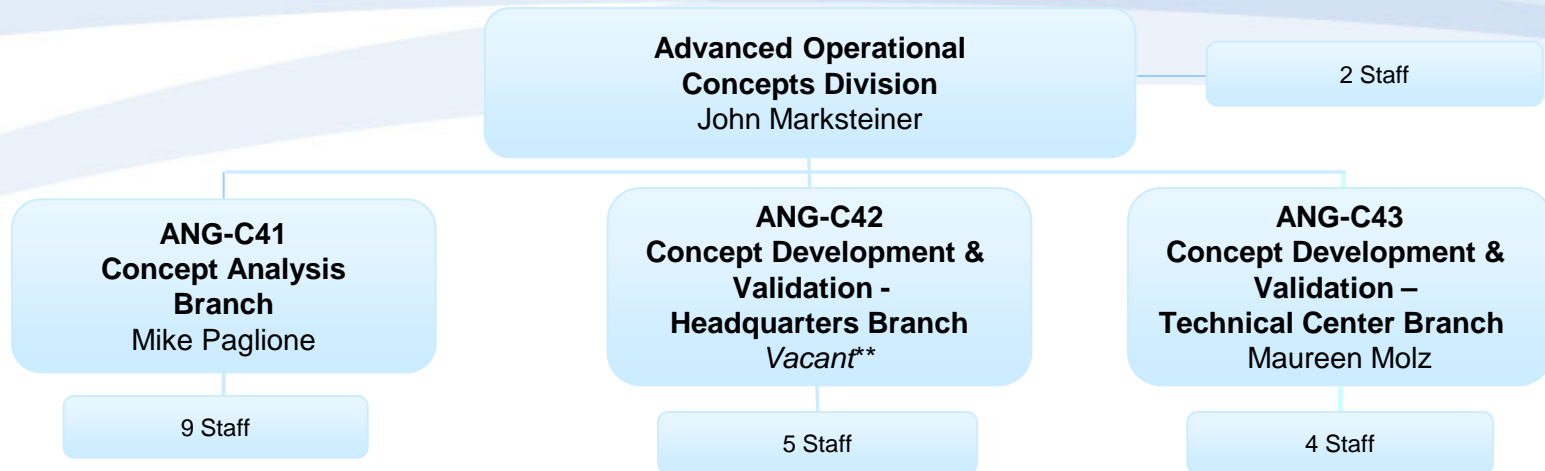 Advanced Operational
Concepts Division
John Marksteiner
2 Staff
ANG-C41
Concept Analysis
Branch
Mike Paglione
9 Staff
ANG-C42
Concept Development &
Validation -
Headquarters Branch
Vacant**
5 Staff
ANG-C43
Concept Development &
Validation –
Technical Center Branch
Maureen Molz
4 Staff